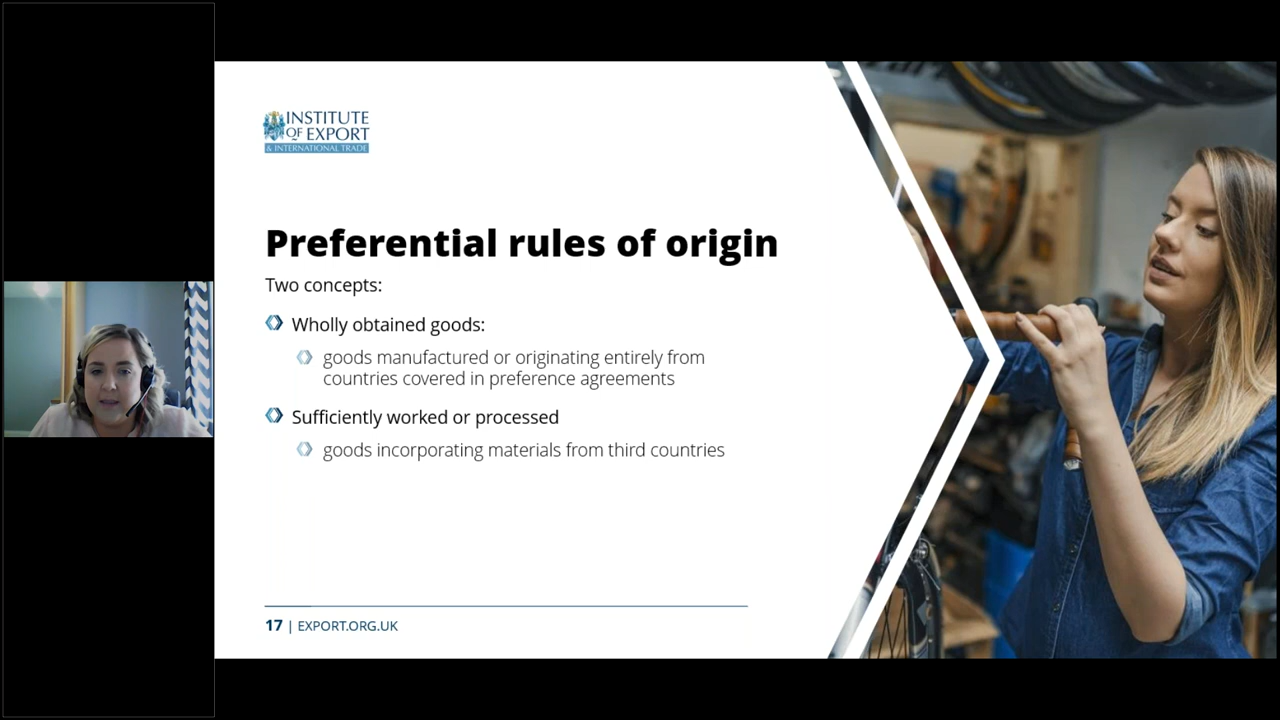 INSTITUTE
OF EXPORT
& INTERNATIONAL TRADE
Preferential rules of origin
Two concepts:
Wholly obtained goods:
goods manufactured or originating entirely from
countries covered in preference agreements
Sufficiently worked or processed
goods incorporating materials from third countries
17 | EXPORT.ORG.UK